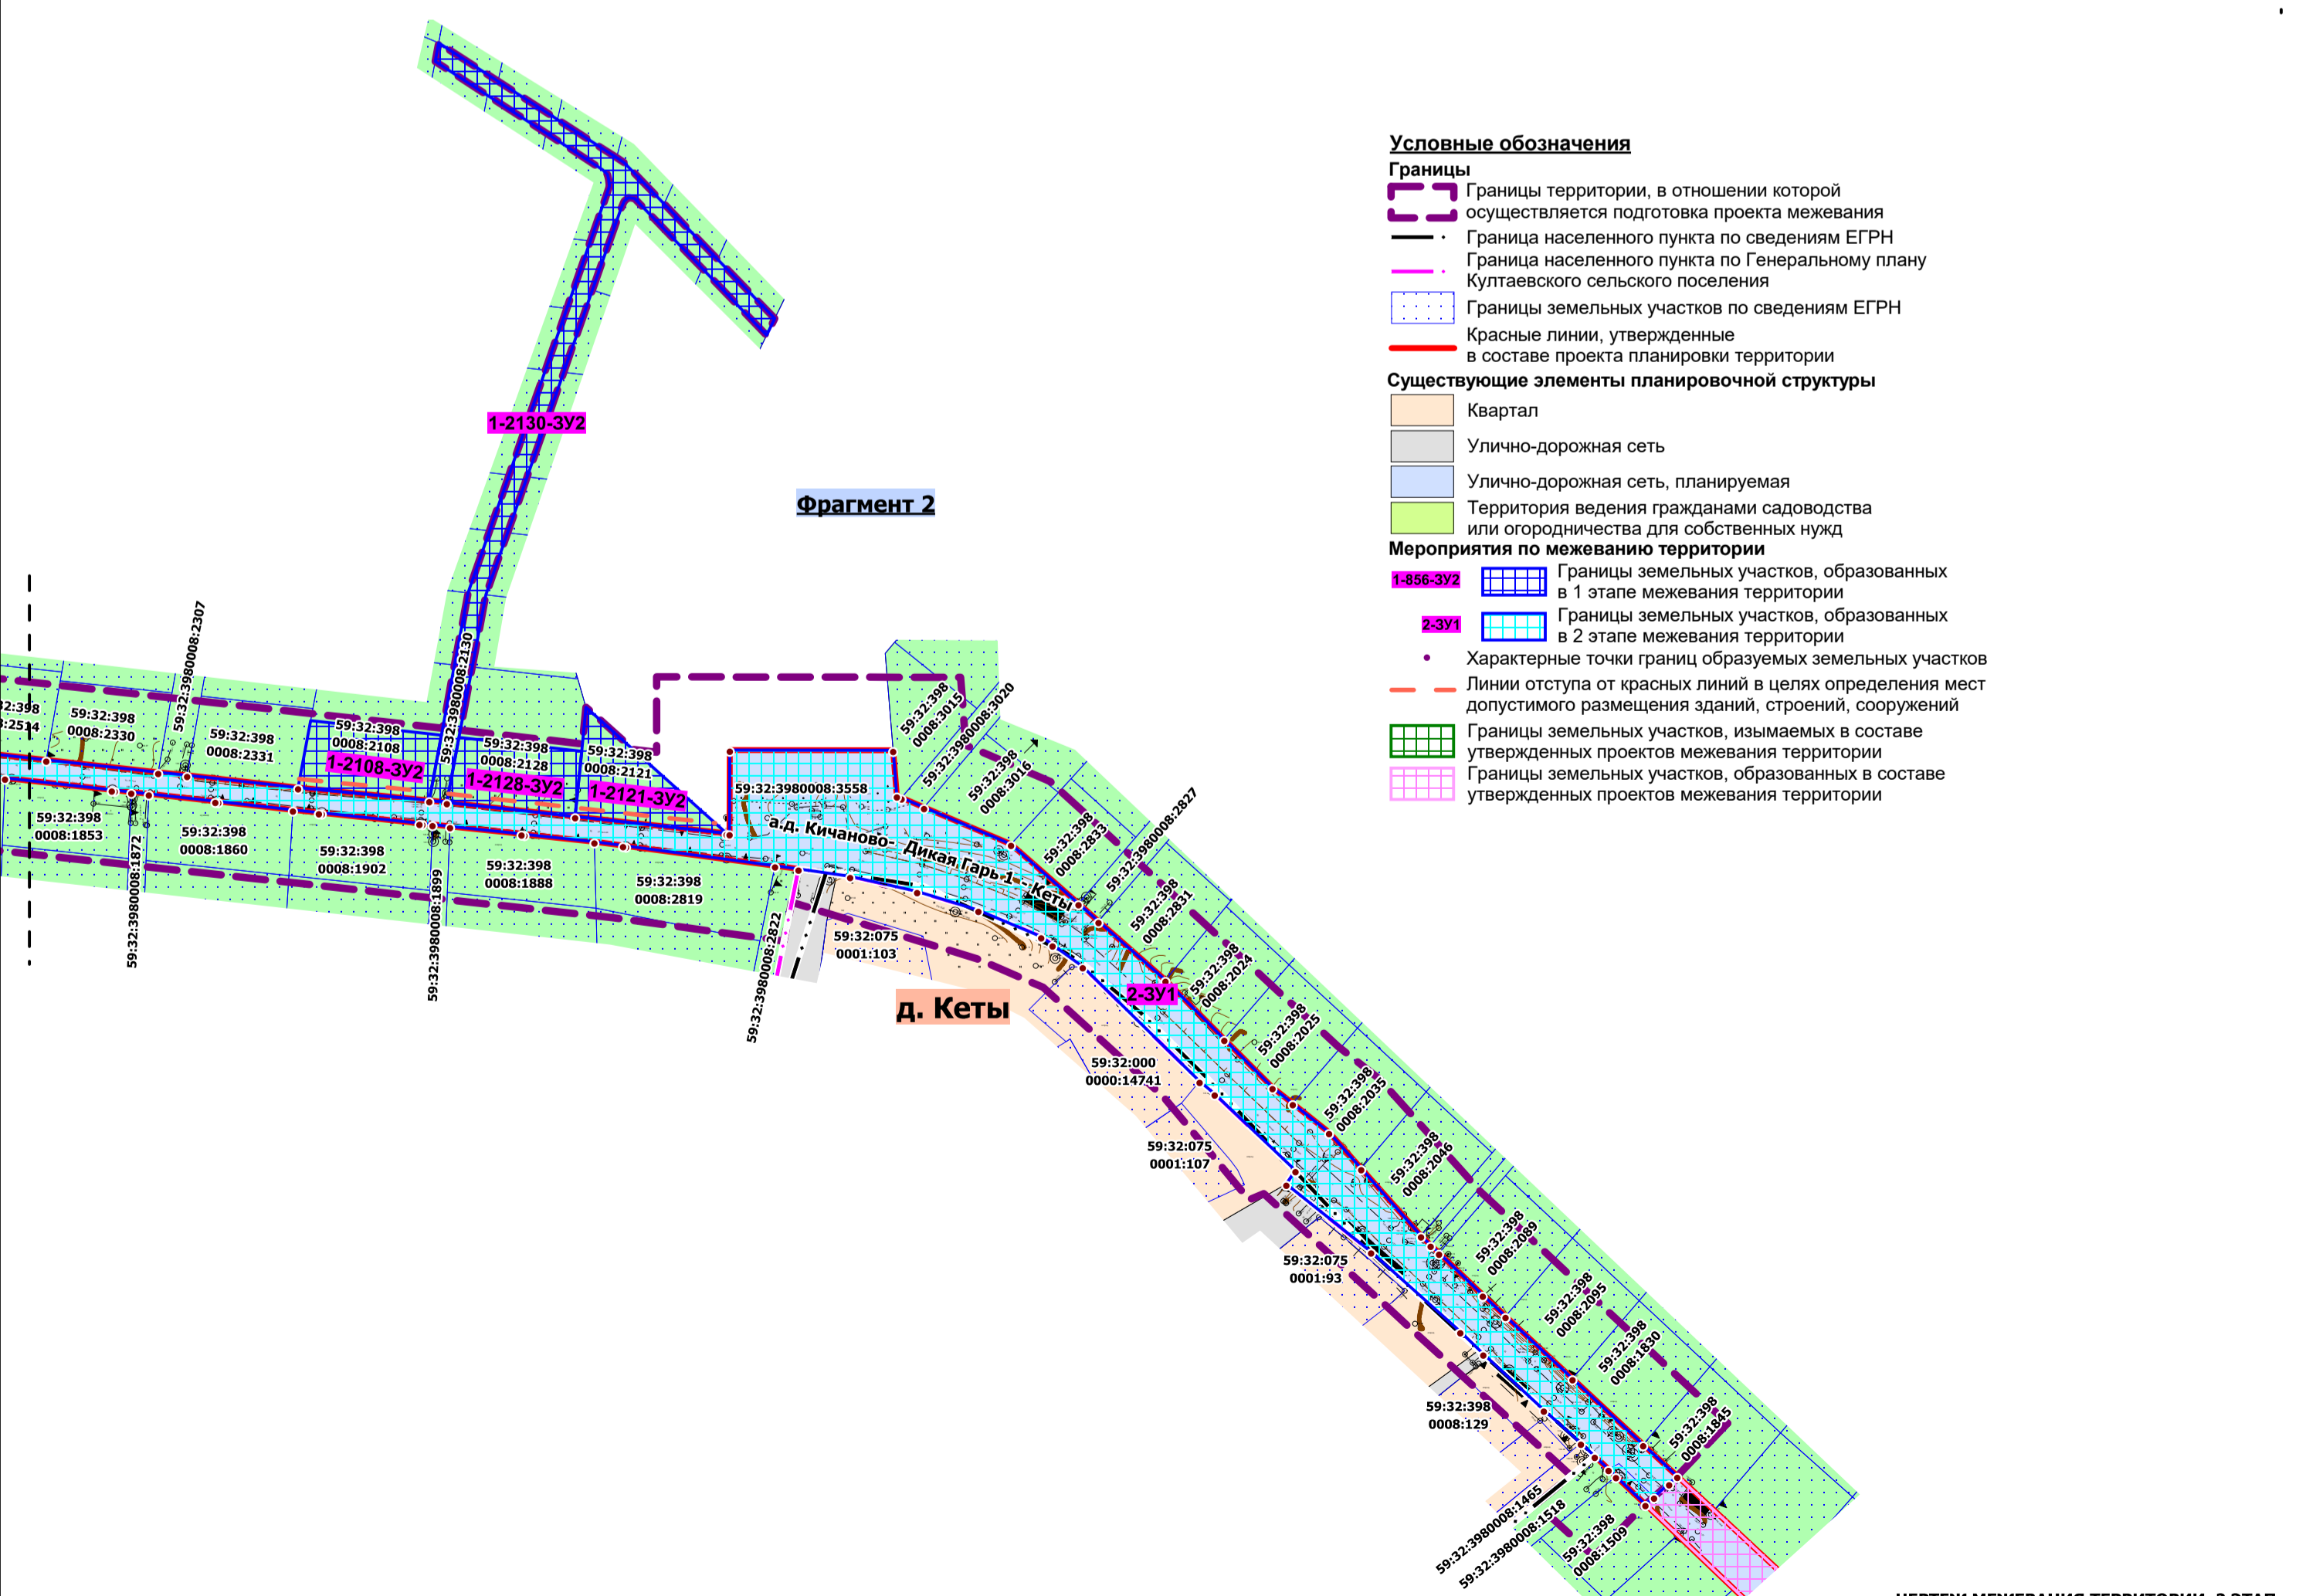 Условные обозначения
Границы
Границы территории, в отношении которой
осуществляется подготовка проекта межевания
Граница населенного пункта по сведениям ЕГРН
Граница населенного пункта по Генеральному плану
Култаевского сельского поселения
Границы земельных участков по сведениям ЕГРН
Красные линии, утвержденные
в составе проекта планировки территории
Существующие элементы планировочной структуры
Квартал
Улично-дорожная сеть
Улично-дорожная сеть, планируемая
Территория ведения гражданами садоводства
или огородничества для собственных нужд
Мероприятия по межеванию территории
1-856-ЗУ2
Границы земельных участков, образованных
в 1 этапе межевания территории
2-ЗУ1
Границы земельных участков, образованных
в 2 этапе межевания территории
Характерные точки границ образуемых земельных участков
Линии отступа от красных линий в целях определения мест
допустимого размещения зданий, строений, сооружений
Границы земельных участков, изымаемых в составе
утвержденных проектов межевания территории
Границы земельных участков, образованных в составе
утвержденных проектов межевания территории
1-2130-ЗУ2
Фрагмент 2
59:32:3980008:2307
59:32:3980008:2130
32:398
8:2514
59:32:398
0008:2330
59:32:398
0008:2331
59:32:398
0008:2108
1-2108-ЗУ2
59:32:398
0008:2128
1-2128-ЗУ2
59:32:398
0008:2121
1-2121-ЗУ2
59:32:3980008:3558
а.д. Кичаново- Дикая Гарь 1 - Кеты
59:32:398
0008:3015
59:32:3980008:3020
59:32:398
0008:3016
59:32:398
0008:2833
59:32:3980008:2827
59:32:398
0008:2831
59:32:398
0008:1853
59:32:3980008:1872
59:32:398
0008:1860
59:32:398
0008:1902
59:32:3980008:1899
59:32:398
0008:1888
59:32:398
0008:2819
59:32:3980008:2822
59:32:075
0001:103
д. Кеты
2-ЗУ1
59:32:398
0008:2024
59:32:398
0008:2025
59:32:000
0000:14741
59:32:398
0008:2035
59:32:075
0001:107
59:32:398
0008:2046
59:32:398
0008:2089
59:32:075
0001:93
59:32:398
0008:2095
59:32:398
0008:1830
59:32:398
0008:129
59:32:398
0008:1845
59:32:3980008:1465
59:32:3980008:1518
59:32:398
0008:1509